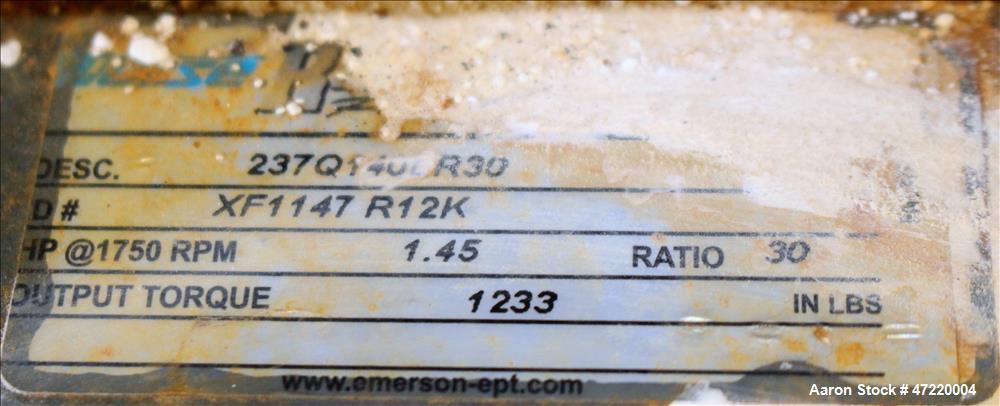 DESC. 237Q140LR30
ID # XF1147 R12K
HP @1750 RPM 1.45 RATIO 30
OUTPUT TORQUE 1233 IN LBS
www.emerson-ept.com
Aaron Stock # 47220004